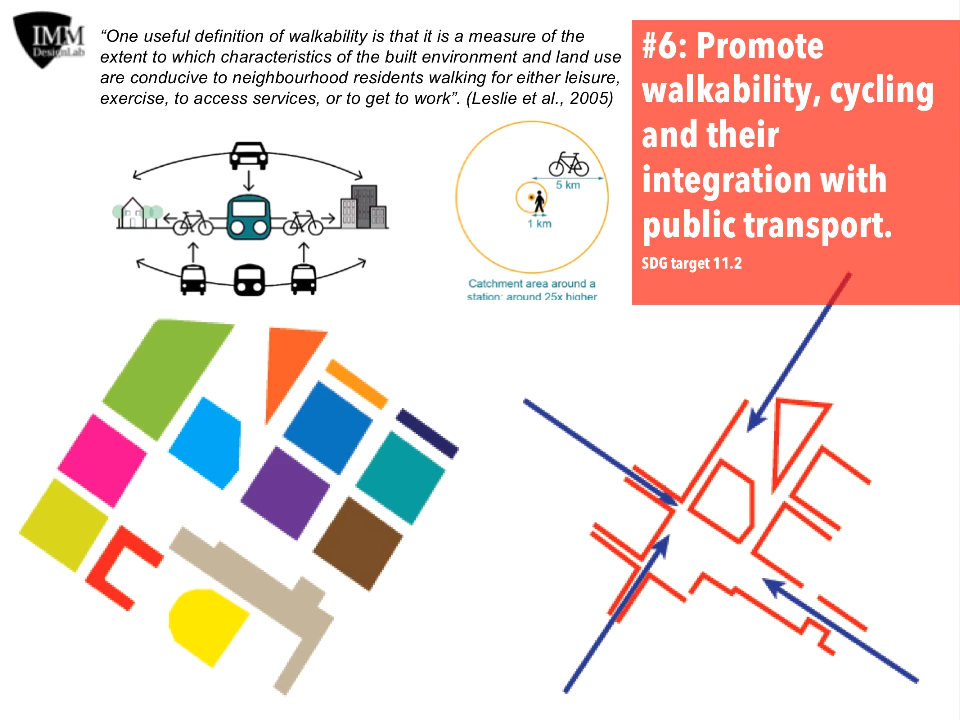 IMM
DesignLab
“One useful definition of walkability is that it is a measure of the
extent to which characteristics of the built environment and land use
are conducive to neighbourhood residents walking for either leisure,
exercise, to access services, or to get to work”. (Leslie et al., 2005)
#6: Promote
walkability, cycling
and their
integration with
public transport.
SDG target 11.2
5 km
1 km
Catchment area around a
station: around 25x higher